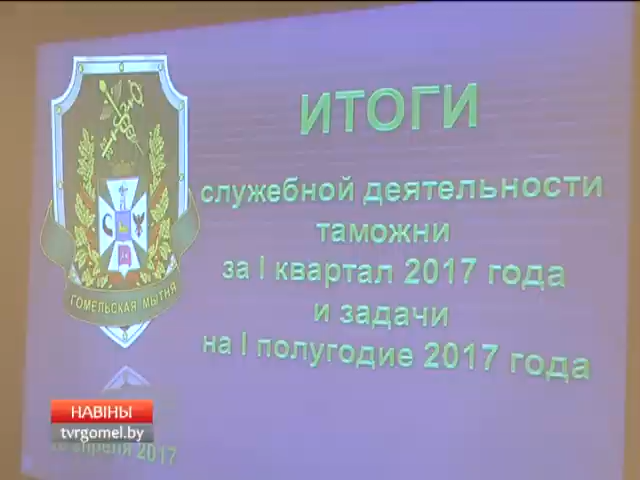 ИТОГИ
служебной деятельности
таможни
за I квартал 2017 года
и задачи
на I полугодие 2017 года
ГОМЕЛЬСКАЯ МЫТНЯ
НАВІНЫ
tvrgomel.by
апреля 2017